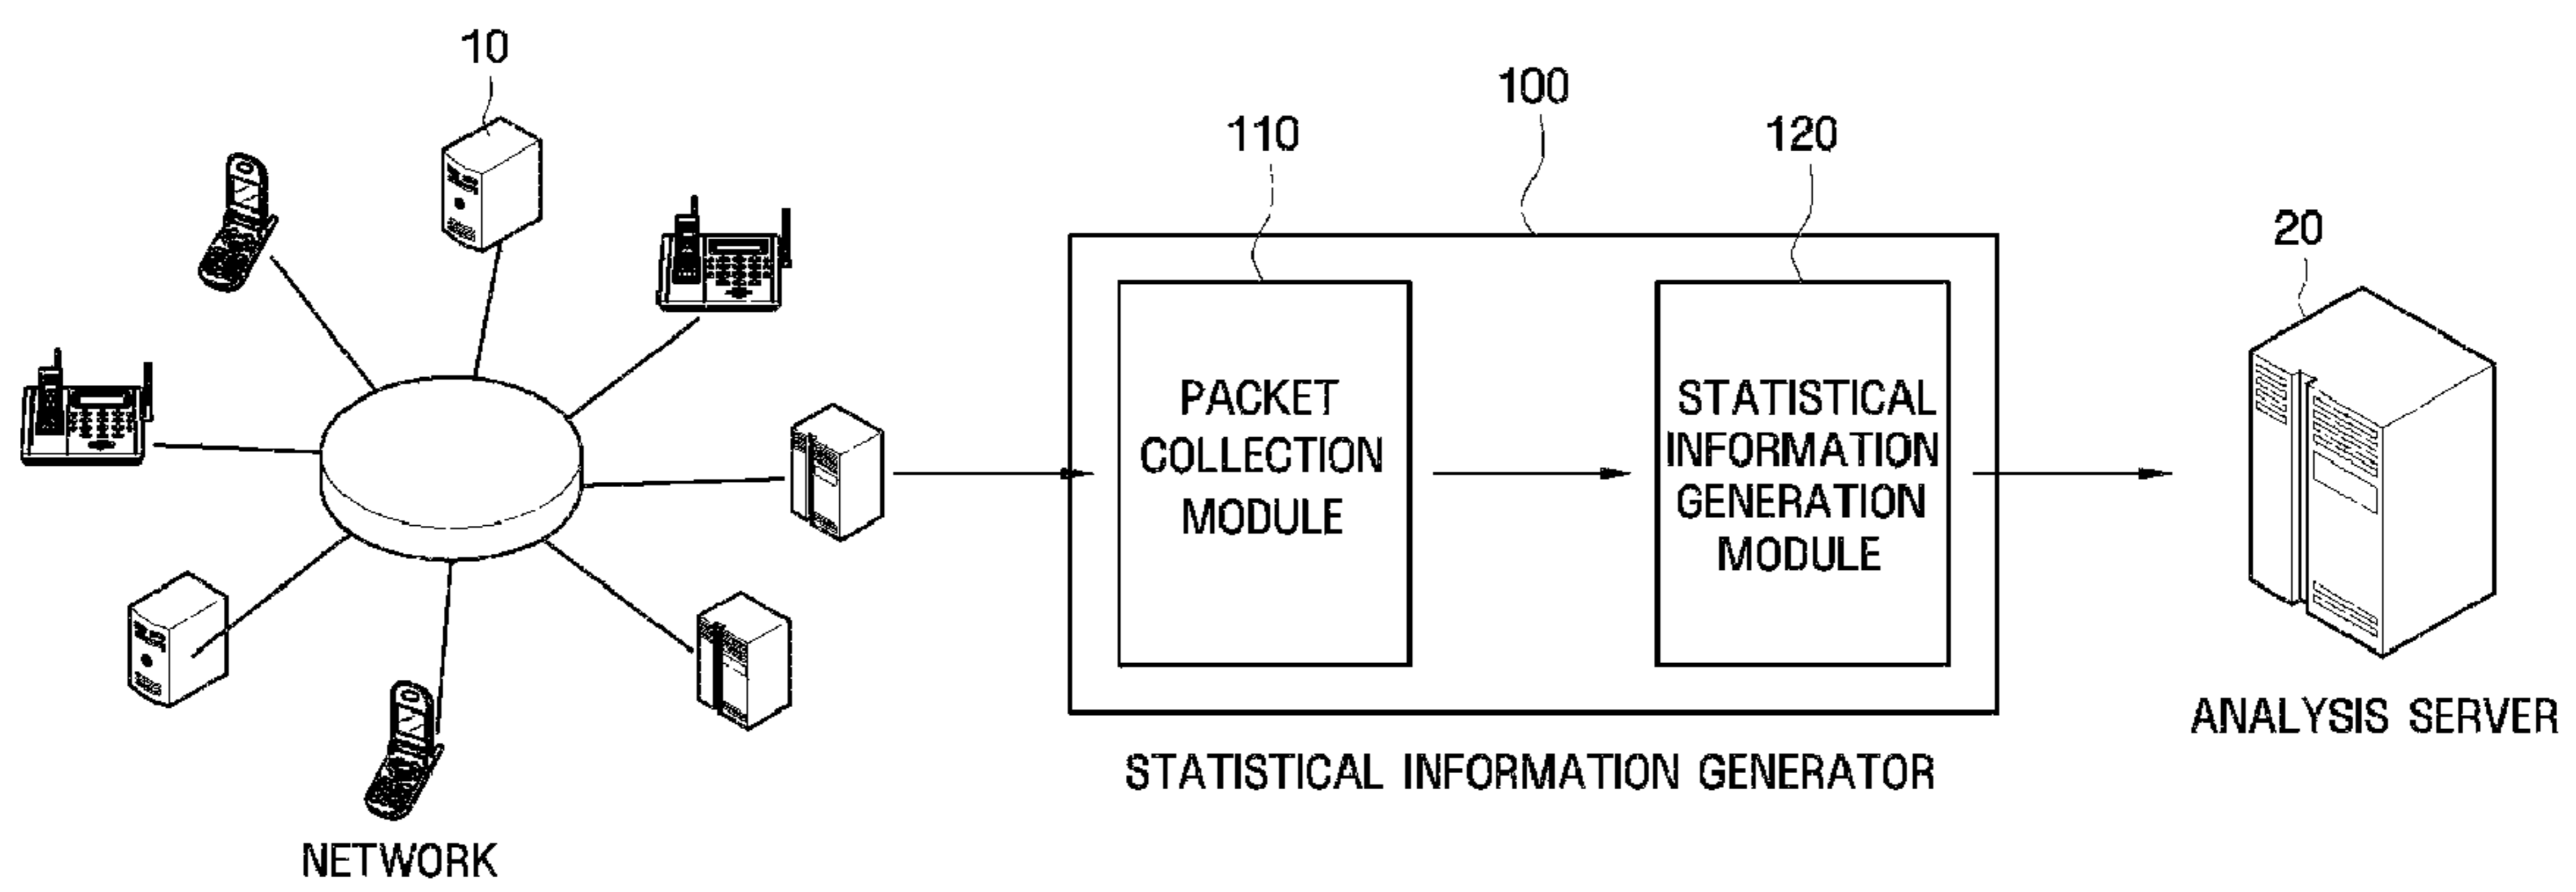 10
100
110
120
20
PACKET
COLLECTION
MODULE
STATISTICAL
INFORMATION
GENERATION
MODULE
ANALYSIS SERVER
STATISTICAL INFORMATION GENERATOR
NETWORK